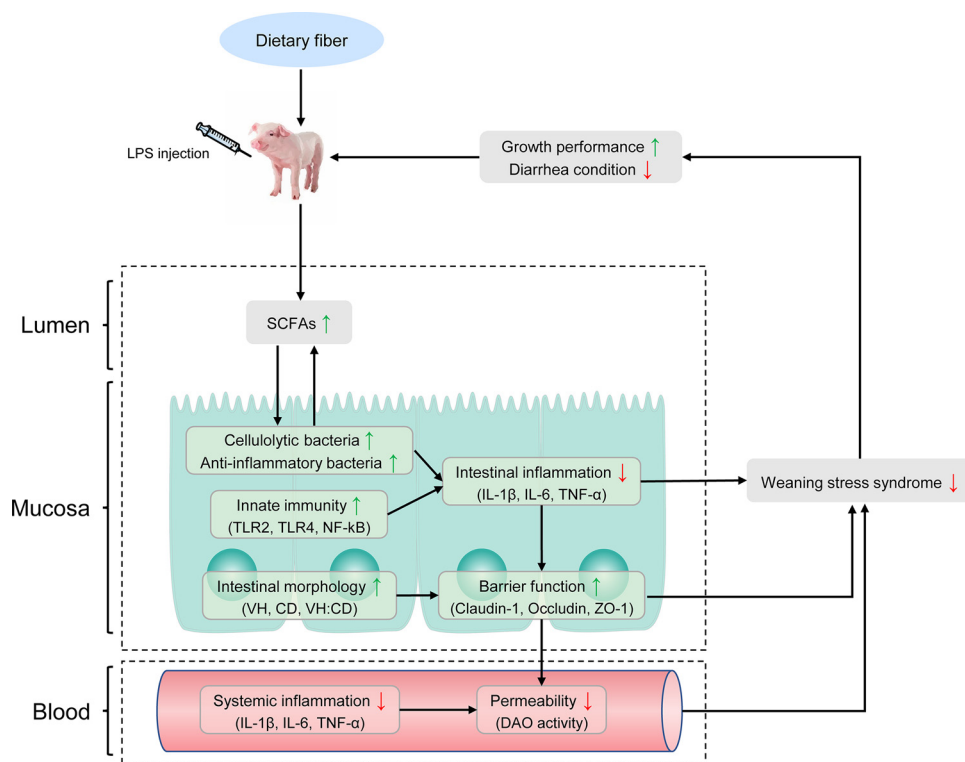 Dietary fiber
LPS injection
Growth performance ↑
Diarrhea condition ↓
Lumen
SCFAs ↑
Mucosa
Cellulolytic bacteria ↑
Anti-inflammatory bacteria ↑
Intestinal inflammation ↓
(IL-1β, IL-6, TNF-α)
Weaning stress syndrome ↓
Innate immunity ↑
(TLR2, TLR4, NF-kB)
Intestinal morphology ↑
(VH, CD, VH:CD)
Barrier function ↑
(Claudin-1, Occludin, ZO-1)
Blood
Systemic inflammation ↓
(IL-1β, IL-6, TNF-α)
Permeability ↓
(DAO activity)